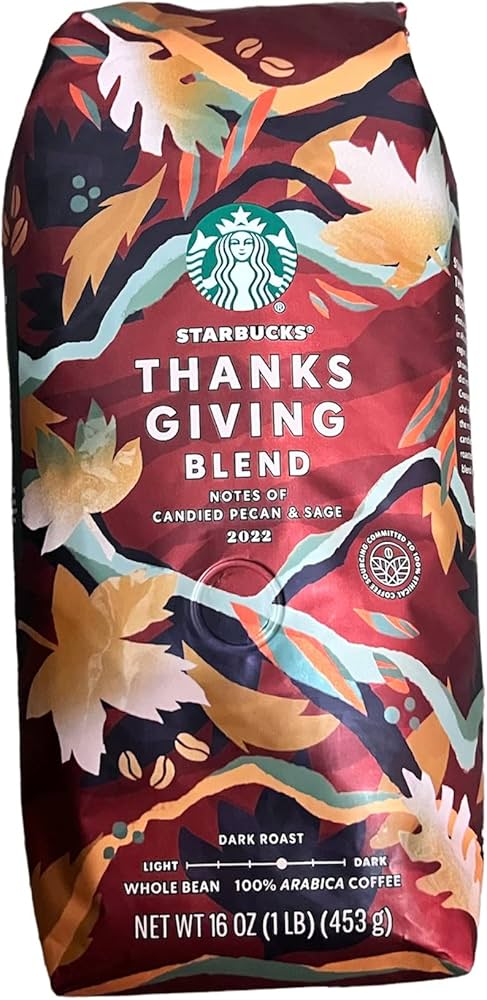 STARBUCKS®
THANKS
GIVING
BLEND
NOTES OF
CANDIED PECAN & SAGE
2022
COMMITTED TO 100% ETHICAL COFFEE SOURCING
DARK ROAST
LIGHT DARK
WHOLE BEAN 100% ARABICA COFFEE
NET WT 16 OZ (1 LB) (453 g)